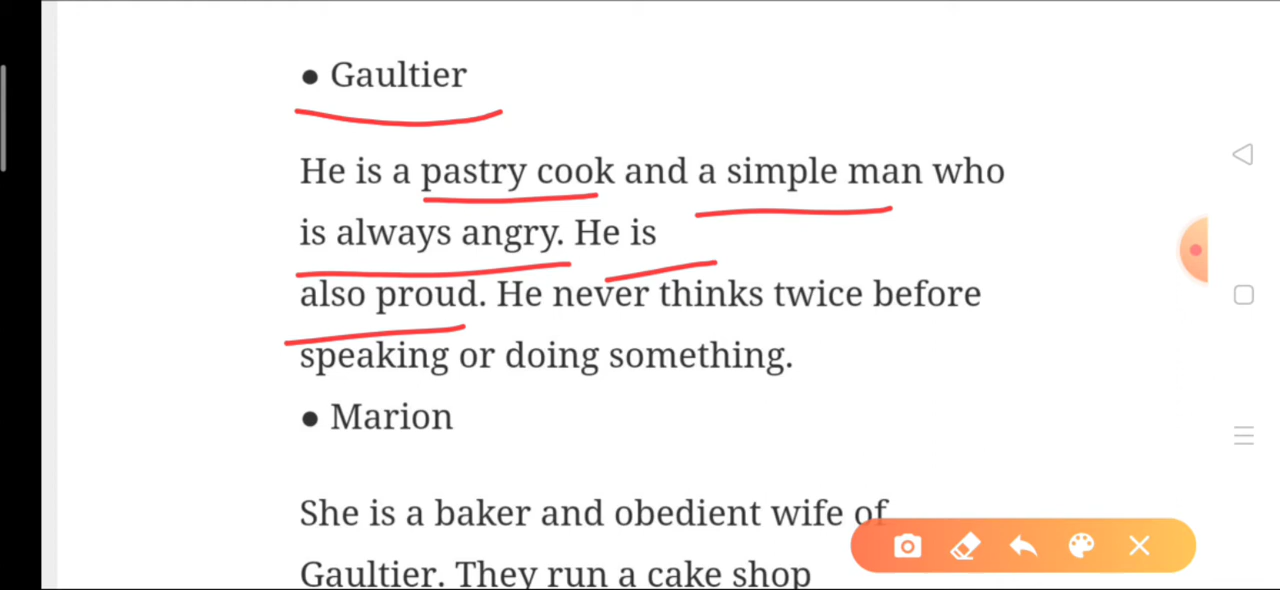 ● Gaultier
He is a pastry cook and a simple man who
is always angry. He is
also proud. He never thinks twice before
speaking or doing something.
● Marion
She is a baker and obedient wife of
Gaultier. They run a cake shop